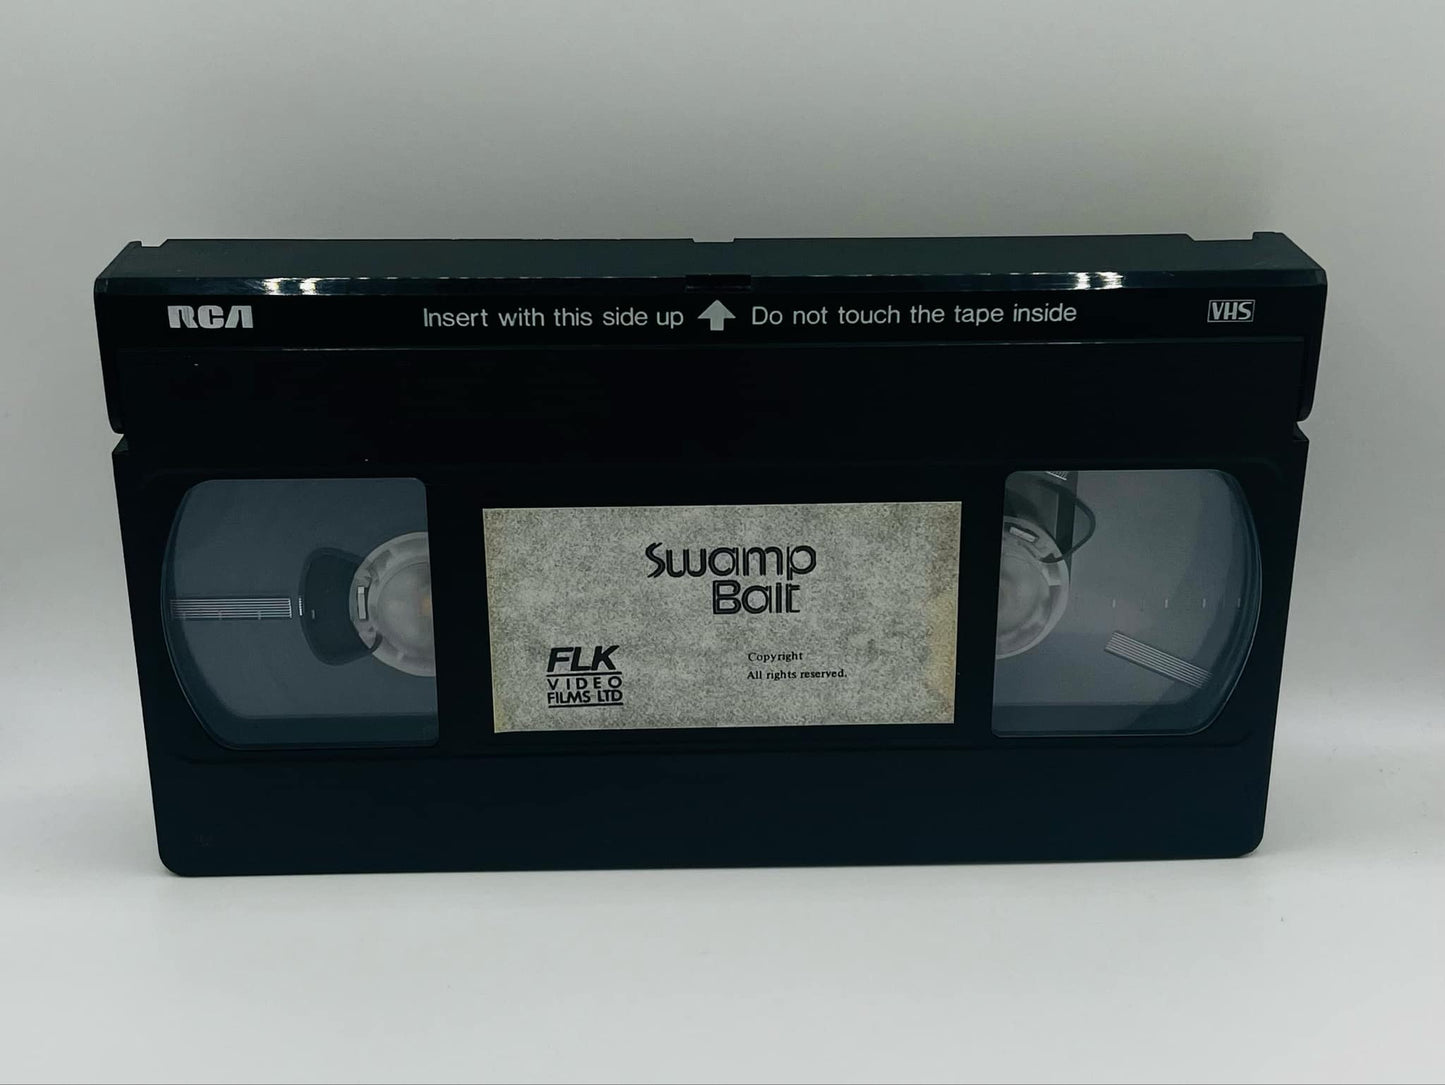 RCA Insert with this side up Do not touch the tape inside VHS
Swamp
Bait
FLK
VIDEO
FILMS LTD
Copyright
All rights reserved.